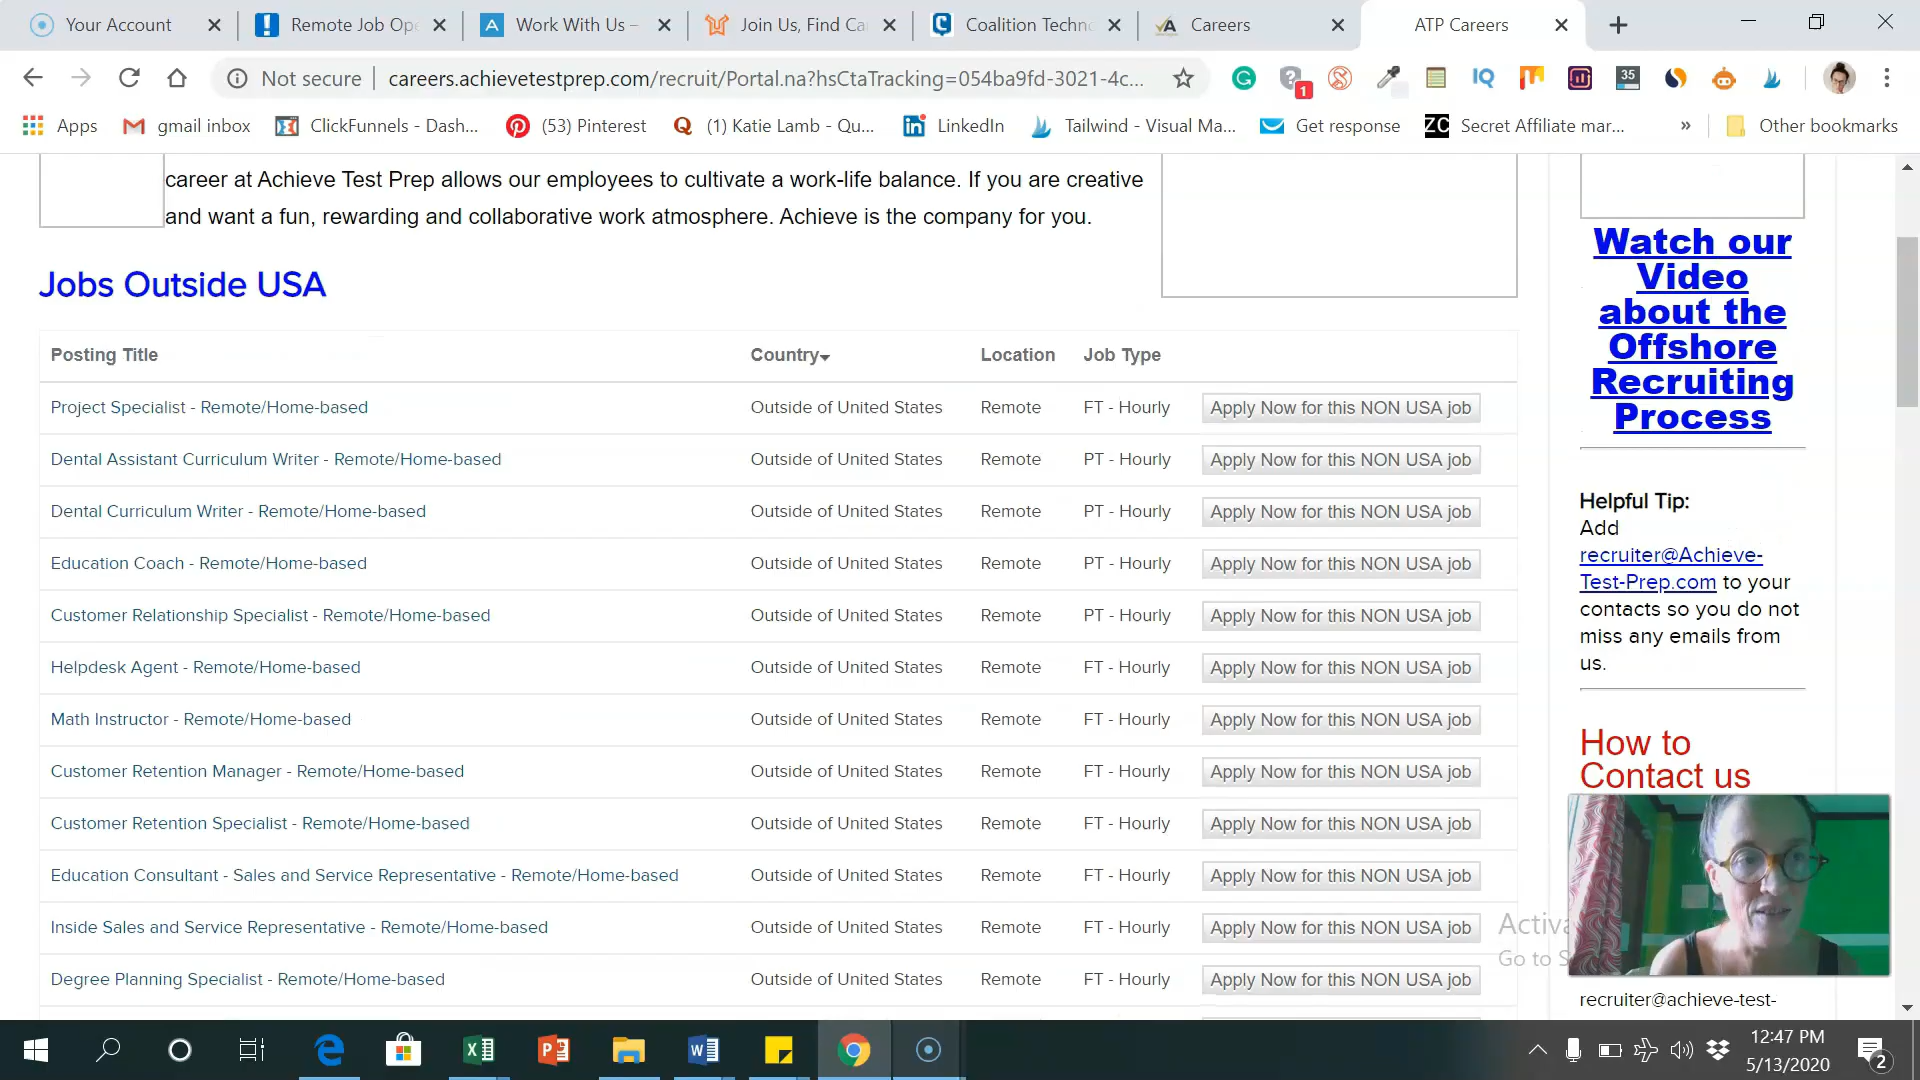 Your Account
Remote Job Ope
Work With Us –
Join Us, Find Ca
Coalition Techno
Careers
ATP Careers
Not secure
careers.achievetestprep.com/recruit/Portal.na?hsCtaTracking=054ba9fd-3021-4c...
1
35
Apps
gmail inbox
ClickFunnels - Dash...
(53) Pinterest
(1) Katie Lamb - Qu...
LinkedIn
Tailwind - Visual Ma...
Get response
ZC
Secret Affiliate mar...
»
Other bookmarks
career at Achieve Test Prep allows our employees to cultivate a work-life balance. If you are creative
and want a fun, rewarding and collaborative work atmosphere. Achieve is the company for you.
Jobs Outside USA
Posting Title Country Location Job Type
Project Specialist - Remote/Home-based Outside of United States Remote FT - Hourly Apply Now for this NON USA job
Dental Assistant Curriculum Writer - Remote/Home-based Outside of United States Remote PT - Hourly Apply Now for this NON USA job
Dental Curriculum Writer - Remote/Home-based Outside of United States Remote PT - Hourly Apply Now for this NON USA job
Education Coach - Remote/Home-based Outside of United States Remote PT - Hourly Apply Now for this NON USA job
Customer Relationship Specialist - Remote/Home-based Outside of United States Remote PT - Hourly Apply Now for this NON USA job
Helpdesk Agent - Remote/Home-based Outside of United States Remote FT - Hourly Apply Now for this NON USA job
Math Instructor - Remote/Home-based Outside of United States Remote FT - Hourly Apply Now for this NON USA job
Customer Retention Manager - Remote/Home-based Outside of United States Remote FT - Hourly Apply Now for this NON USA job
Customer Retention Specialist - Remote/Home-based Outside of United States Remote FT - Hourly Apply Now for this NON USA job
Education Consultant - Sales and Service Representative - Remote/Home-based Outside of United States Remote FT - Hourly Apply Now for this NON USA job
Inside Sales and Service Representative - Remote/Home-based Outside of United States Remote FT - Hourly Apply Now for this NON USA job
Degree Planning Specialist - Remote/Home-based Outside of United States Remote FT - Hourly Apply Now for this NON USA job
Watch our
Video
about the
Offshore
Recruiting
Process
Helpful Tip:
Add
recruiter@Achieve-
Test-Prep.com to your
contacts so you do not
miss any emails from
us.
How to
Contact us
Activa
Go to S
recruiter@achieve-test-
12:47 PM
5/13/2020
2